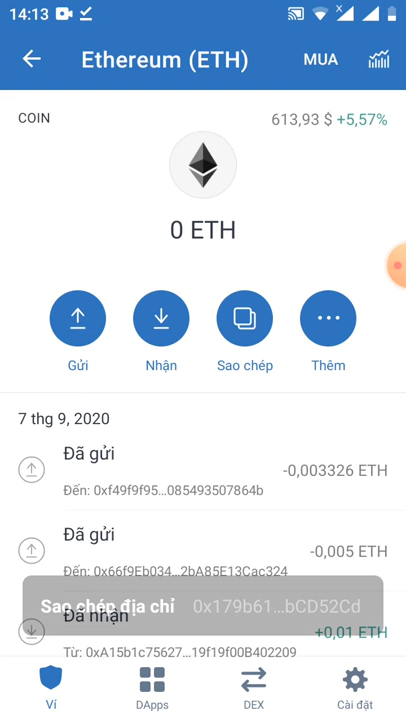 14:13
Ethereum (ETH)
MUA
COIN
613,93 $ +5,57%
0 ETH
Gửi
Nhận
Sao chép
Thêm
7 thg 9, 2020
Đã gửi
-0,003326 ETH
Đến: 0xf49f9f95...085493507864b
Đã gửi
-0,005 ETH
Đến: 0x66f9Eb034...2bA85E13Cac324
Sao chép địa chỉ 0x179b61...bCD52Cd
Đã nhận
+0,01 ETH
Từ: 0xA15b1c75627...19f19f00B402209
Ví
DApps
DEX
Cài đặt